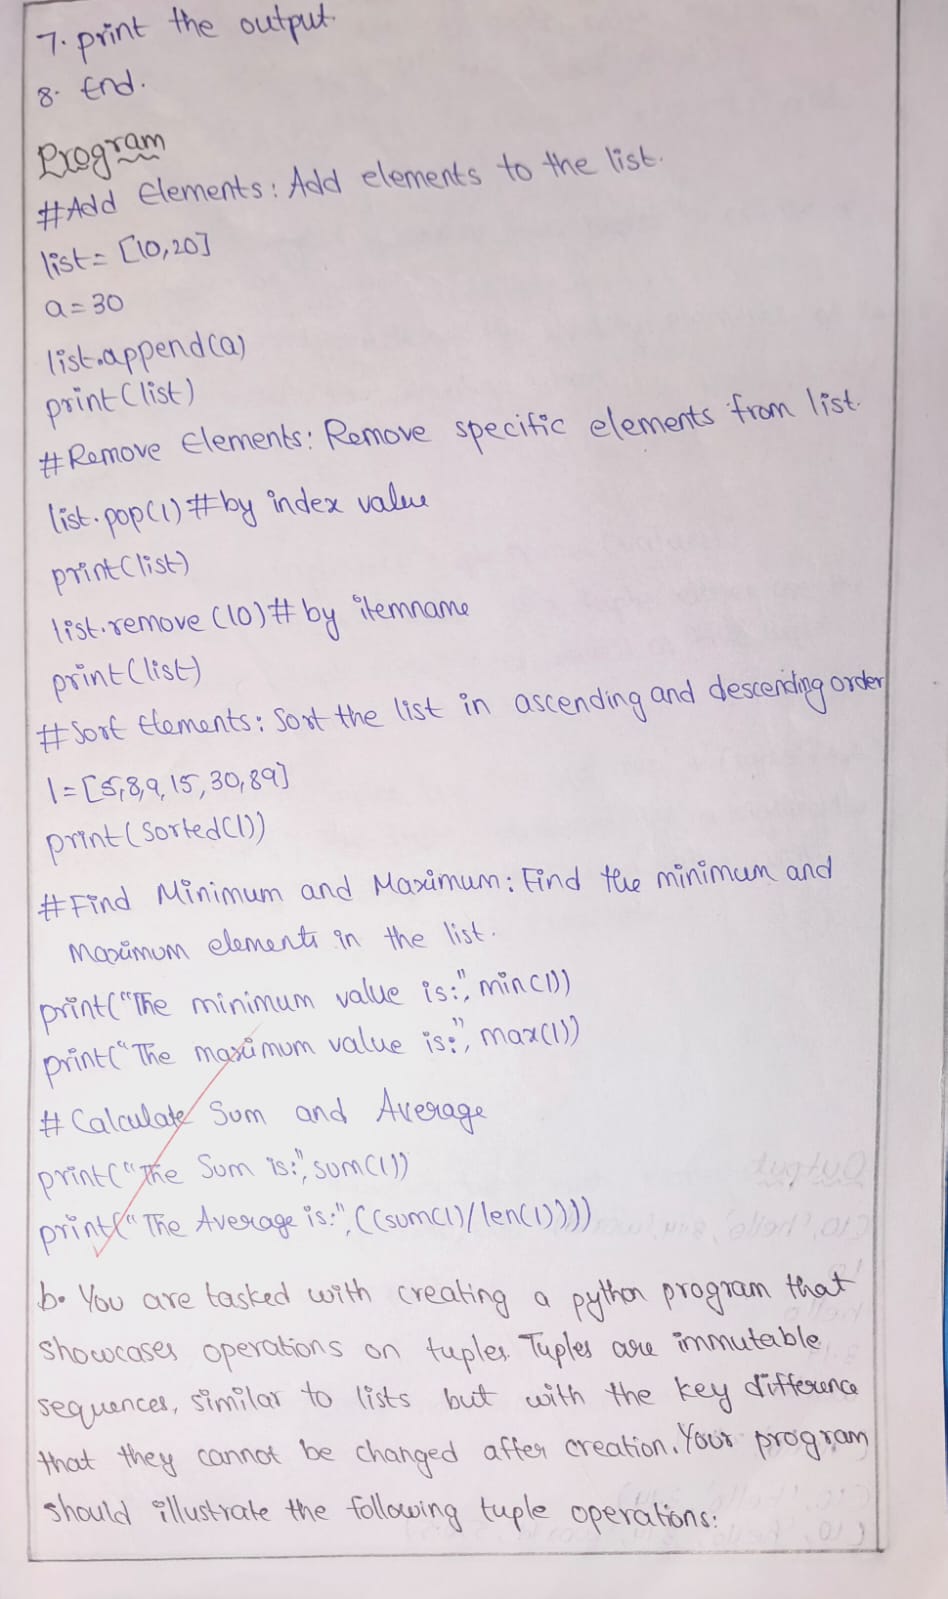 7. print the output.
8. End.
Program
#Add Elements: Add elements to the list.
list= [10,20]
a=30
list.append(a)
print(list)
#Remove Elements: Remove specific elements from list.
list.pop(1) #by index value
print(list)
list.remove(10)# by itemname
print(list)
#Sort Elements: Sort the list in ascending and descending order
l=[5,8,9,15,30,89]
print(sorted(l))
#Find Minimum and Maximum: Find the minimum and
Maximum elements in the list.
print("The minimum value is:", min(l))
print("The maximum value is:", max(l))
# Calculate Sum and Average
print("The Sum is:", sum(l))
print("The Average is:", ((sum(l)/len(l))))
b. You are tasked with creating a python program that
showcases operations on tuples. Tuples are immutable
sequences, similar to lists but with the key difference
that they cannot be changed after creation. Your program
should illustrate the following tuple operations: